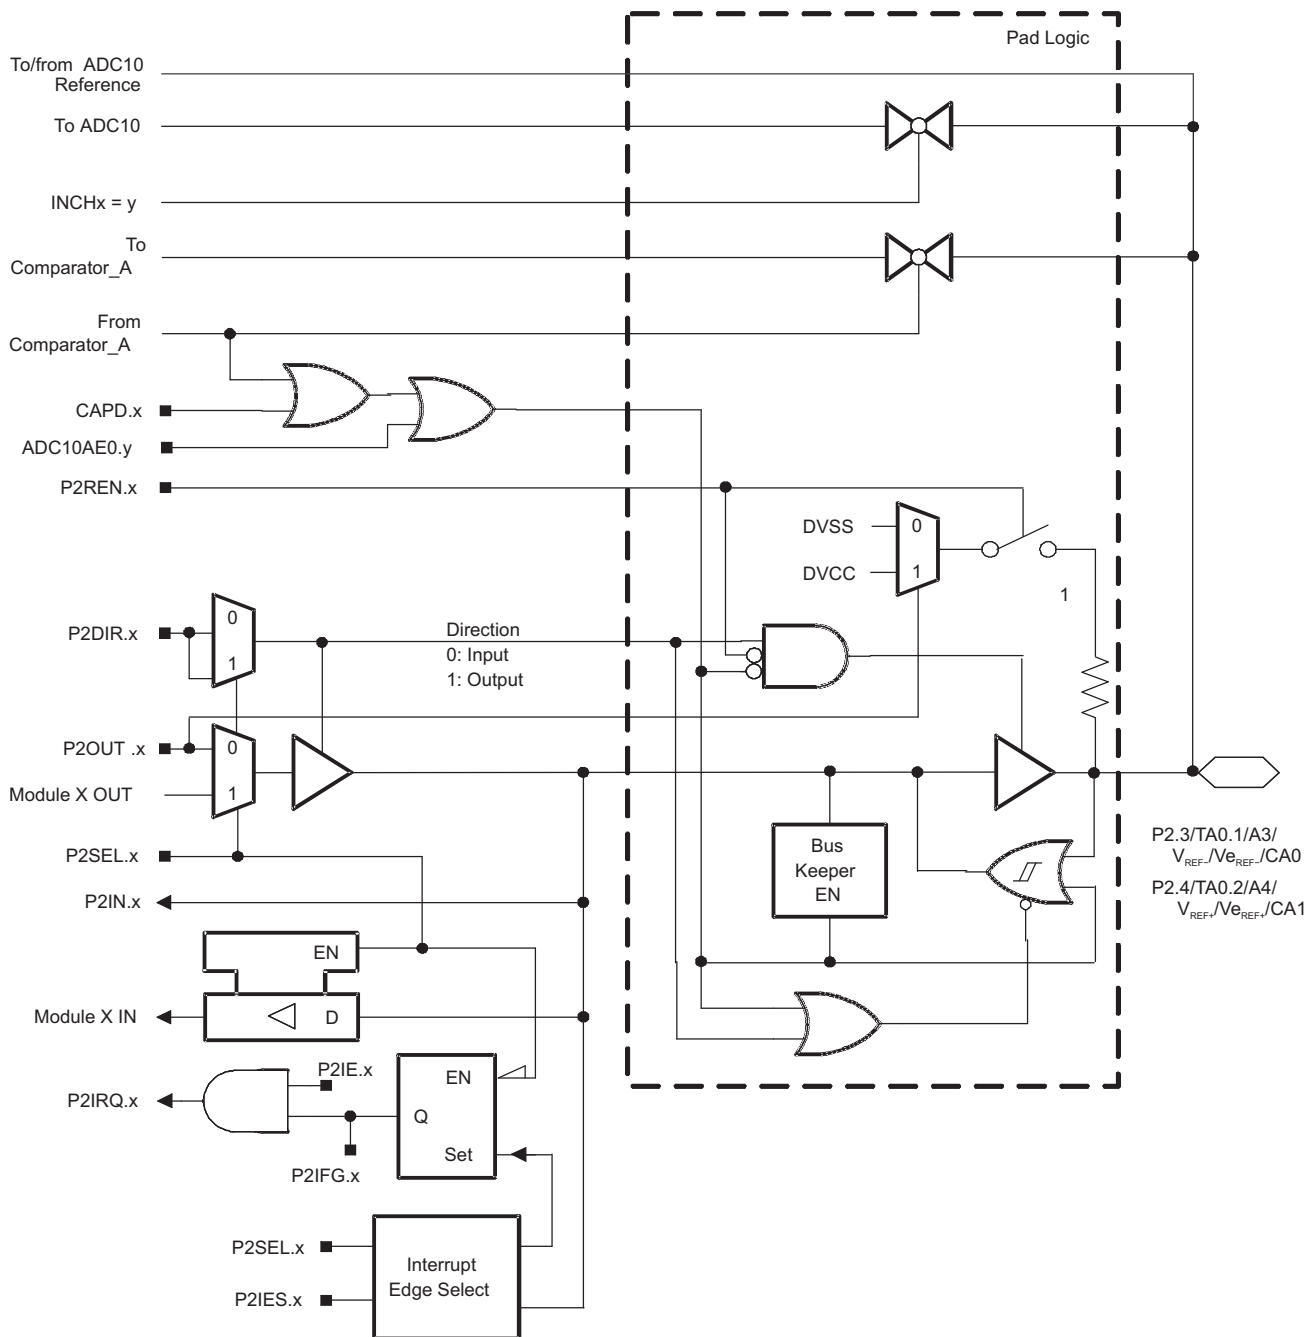 Pad Logic
To/from ADC10
Reference
To ADC10
INCHx = y
To
Comparator_A
From
Comparator_A
CAPD.x
ADC10AE0.y
P2REN.x
DVSS
0
DVCC
1
1
P2DIR.x
0
1
Direction
0: Input
1: Output
P2OUT .x
0
Module X OUT
1
P2SEL.x
Bus
Keeper
EN
P2.3/TA0.1/A3/
VREF-/VeREF-/CA0
P2.4/TA0.2/A4/
VREF+/VeREF+/CA1
P2IN.x
EN
Module X IN
D
P2IE.x
EN
P2IRQ.x
Q
Set
P2IFG.x
P2SEL.x
Interrupt
Edge Select
P2IES.x